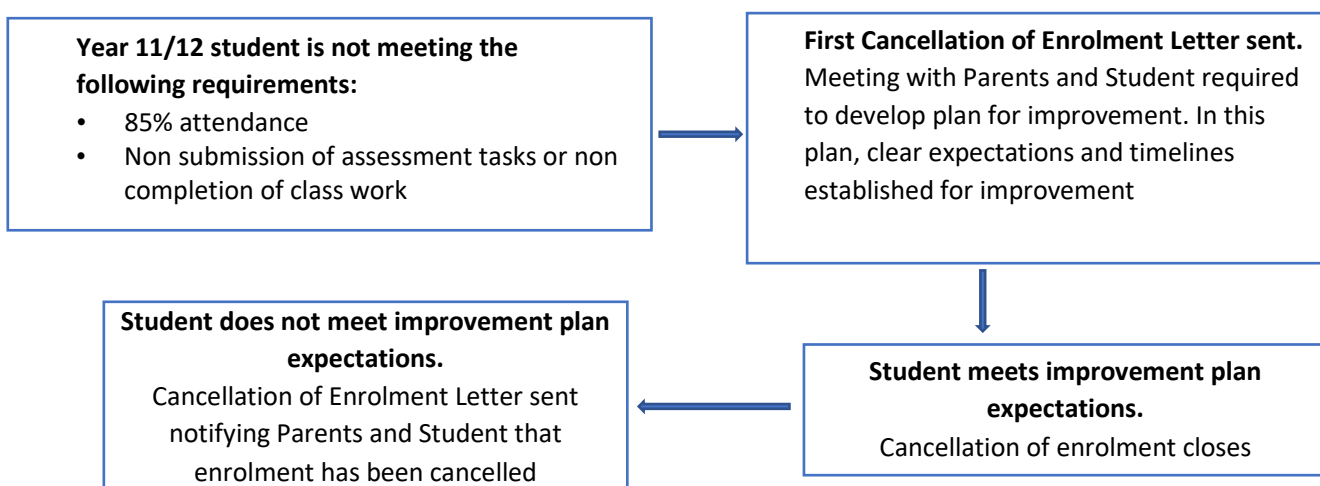 Year 11/12 student is not meeting the
following requirements:
• 85% attendance
• Non submission of assessment tasks or non
completion of class work
First Cancellation of Enrolment Letter sent.
Meeting with Parents and Student required
to develop plan for improvement. In this
plan, clear expectations and timelines
established for improvement
Student meets improvement plan
expectations.
Cancellation of enrolment closes
Student does not meet improvement plan
expectations.
Cancellation of Enrolment Letter sent
notifying Parents and Student that
enrolment has been cancelled